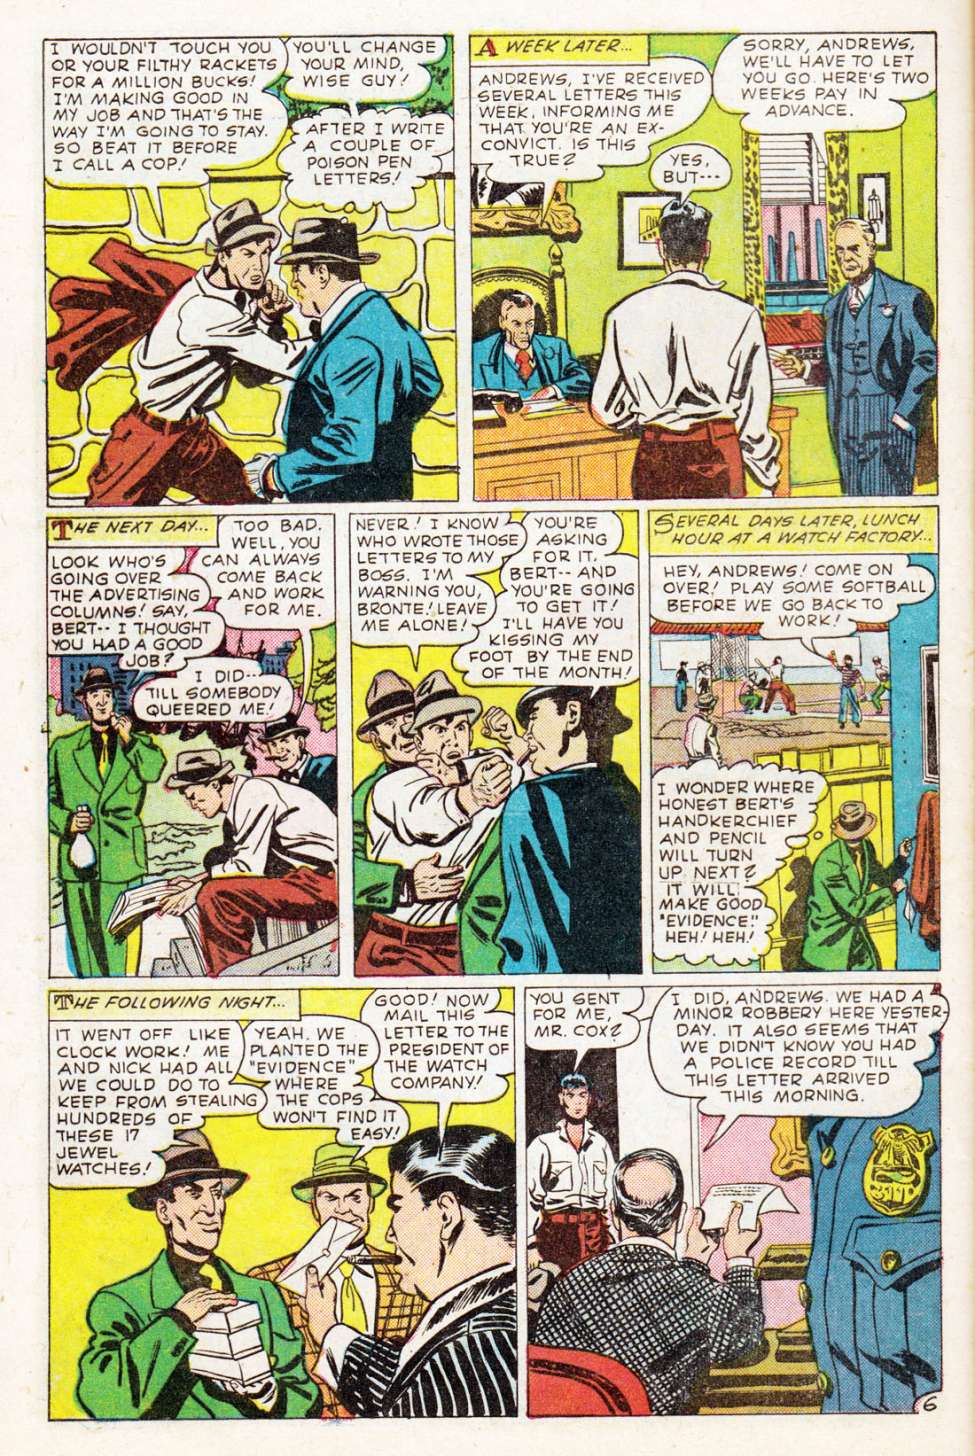 I WOULDN'T TOUCH YOU
OR YOUR FILTHY RACKETS
FOR A MILLION BUCKS!
I'M MAKING GOOD IN
MY JOB AND THAT'S THE
WAY I'M GOING TO STAY.
SO BEAT IT BEFORE
I CALL A COP!
YOU'LL CHANGE
YOUR MIND,
WISE GUY!
AFTER I WRITE
A COUPLE OF
POISON PEN
LETTERS!
A WEEK LATER...
ANDREWS, I'VE RECEIVED
SEVERAL LETTERS THIS
WEEK, INFORMING ME
THAT YOU'RE AN EX-
CONVICT. IS THIS
TRUE?
YES,
BUT---
SORRY, ANDREWS,
WE'LL HAVE TO LET
YOU GO. HERE'S TWO
WEEKS PAY IN
ADVANCE.
THE NEXT DAY...
LOOK WHO'S
GOING OVER
THE ADVERTISING
COLUMNS! SAY,
BERT-- I THOUGHT
YOU HAD A GOOD
JOB?
I DID--
TILL SOMEBODY
QUEERED ME!
TOO BAD.
WELL, YOU
CAN ALWAYS
COME BACK
AND WORK
FOR ME.
NEVER! I KNOW
WHO WROTE THOSE
LETTERS TO MY
BOSS. I'M
WARNING YOU,
BRONTE! LEAVE
ME ALONE!
YOU'RE
ASKING
FOR IT,
BERT-- AND
YOU'RE GOING
TO GET IT!
I'LL HAVE YOU
KISSING MY
FOOT BY THE END
OF THE MONTH!
SEVERAL DAYS LATER, LUNCH
HOUR AT A WATCH FACTORY...
HEY, ANDREWS! COME ON
OVER! PLAY SOME SOFTBALL
BEFORE WE GO BACK TO
WORK!
I WONDER WHERE
HONEST BERT'S
HANDKERCHIEF
AND PENCIL
WILL TURN
UP NEXT?
IT WILL
MAKE GOOD
"EVIDENCE."
HEH! HEH!
THE FOLLOWING NIGHT...
IT WENT OFF LIKE
CLOCK WORK! ME
AND NICK HAD ALL
WE COULD DO TO
KEEP FROM STEALING
HUNDREDS OF
THESE 17
JEWEL
WATCHES!
YEAH. WE
PLANTED THE
"EVIDENCE"
WHERE
THE COPS
WON'T FIND IT
EASY!
GOOD! NOW
MAIL THIS
LETTER TO THE
PRESIDENT OF
THE WATCH
COMPANY!
YOU SENT
FOR ME,
MR. COX?
I DID, ANDREWS. WE HAD A
MINOR ROBBERY HERE YESTER-
DAY. IT ALSO SEEMS THAT
WE DIDN'T KNOW YOU HAD
A POLICE RECORD TILL
THIS LETTER ARRIVED
THIS MORNING.
3110
6